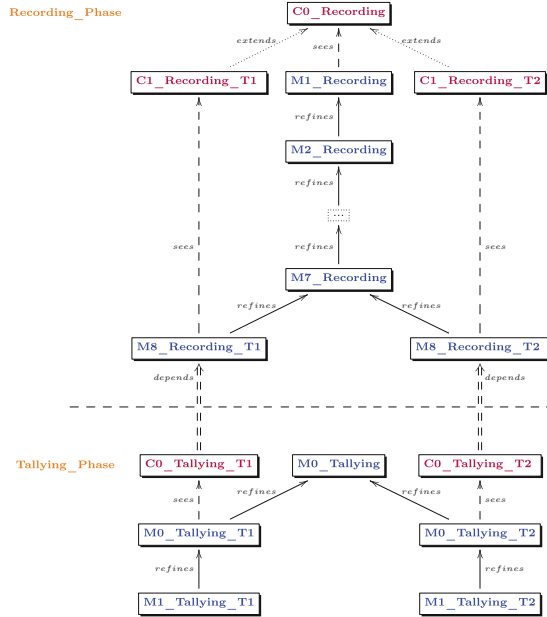 Recording_Phase
C0_Recording
extends
sees
extends
C1_Recording_T1
M1_Recording
C1_Recording_T2
refines
M2_Recording
refines
...
sees
refines
sees
M7_Recording
refines
refines
M8_Recording_T1
M8_Recording_T2
depends
depends
Tallying_Phase
C0_Tallying_T1
M0_Tallying
C0_Tallying_T2
sees
refines
refines
sees
M0_Tallying_T1
M0_Tallying_T2
refines
refines
M1_Tallying_T1
M1_Tallying_T2